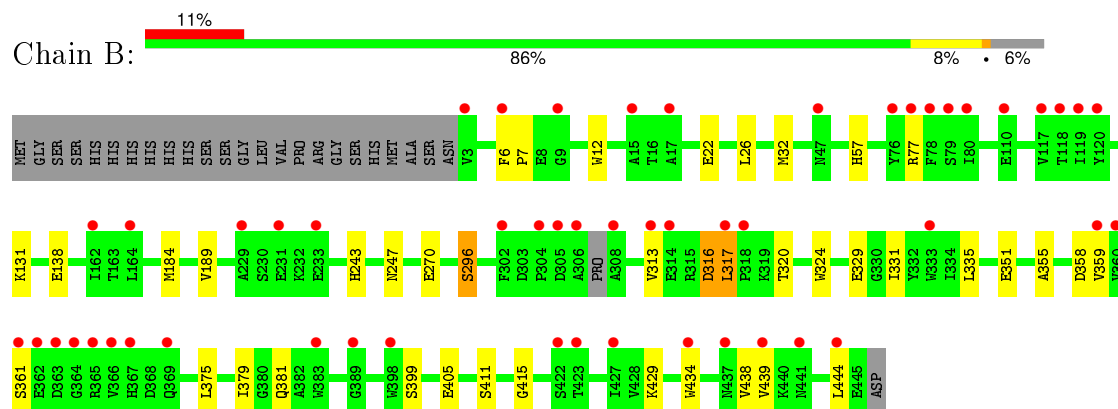 11%
Chain B:
86% 8% • 6%
MET GLY SER SER HIS HIS HIS HIS HIS HIS SER SER GLY LEU VAL PRO ARG GLY SER HIS MET ALA SER ASN V3 F6 P7 E8 G9 W12 A15 T16 A17 E22 L26 M32 N47 H57 Y76 R77 F78 S79 I80 E110 V117 T118 I119 Y120
K131 E138 I162 T163 L164 M184 V189 A229 S230 E231 K232 E233 H243 N247 E270 S296 F302 D303 P304 D305 A306 PRO A308 V313 E314 R315 D316 L317 P318 K319 T320 W324 E329 G330 I331 Y332 W333 I334 L335 E351 A355 D358 V359
S361 E362 D363 G364 R365 V366 H367 D368 Q369 L375 I379 G380 Q381 A382 W383 G389 W398 S399 E405 S411 G415 S422 T423 I427 V428 K429 W434 N437 V438 V439 K440 N441 L444 E445 ASP